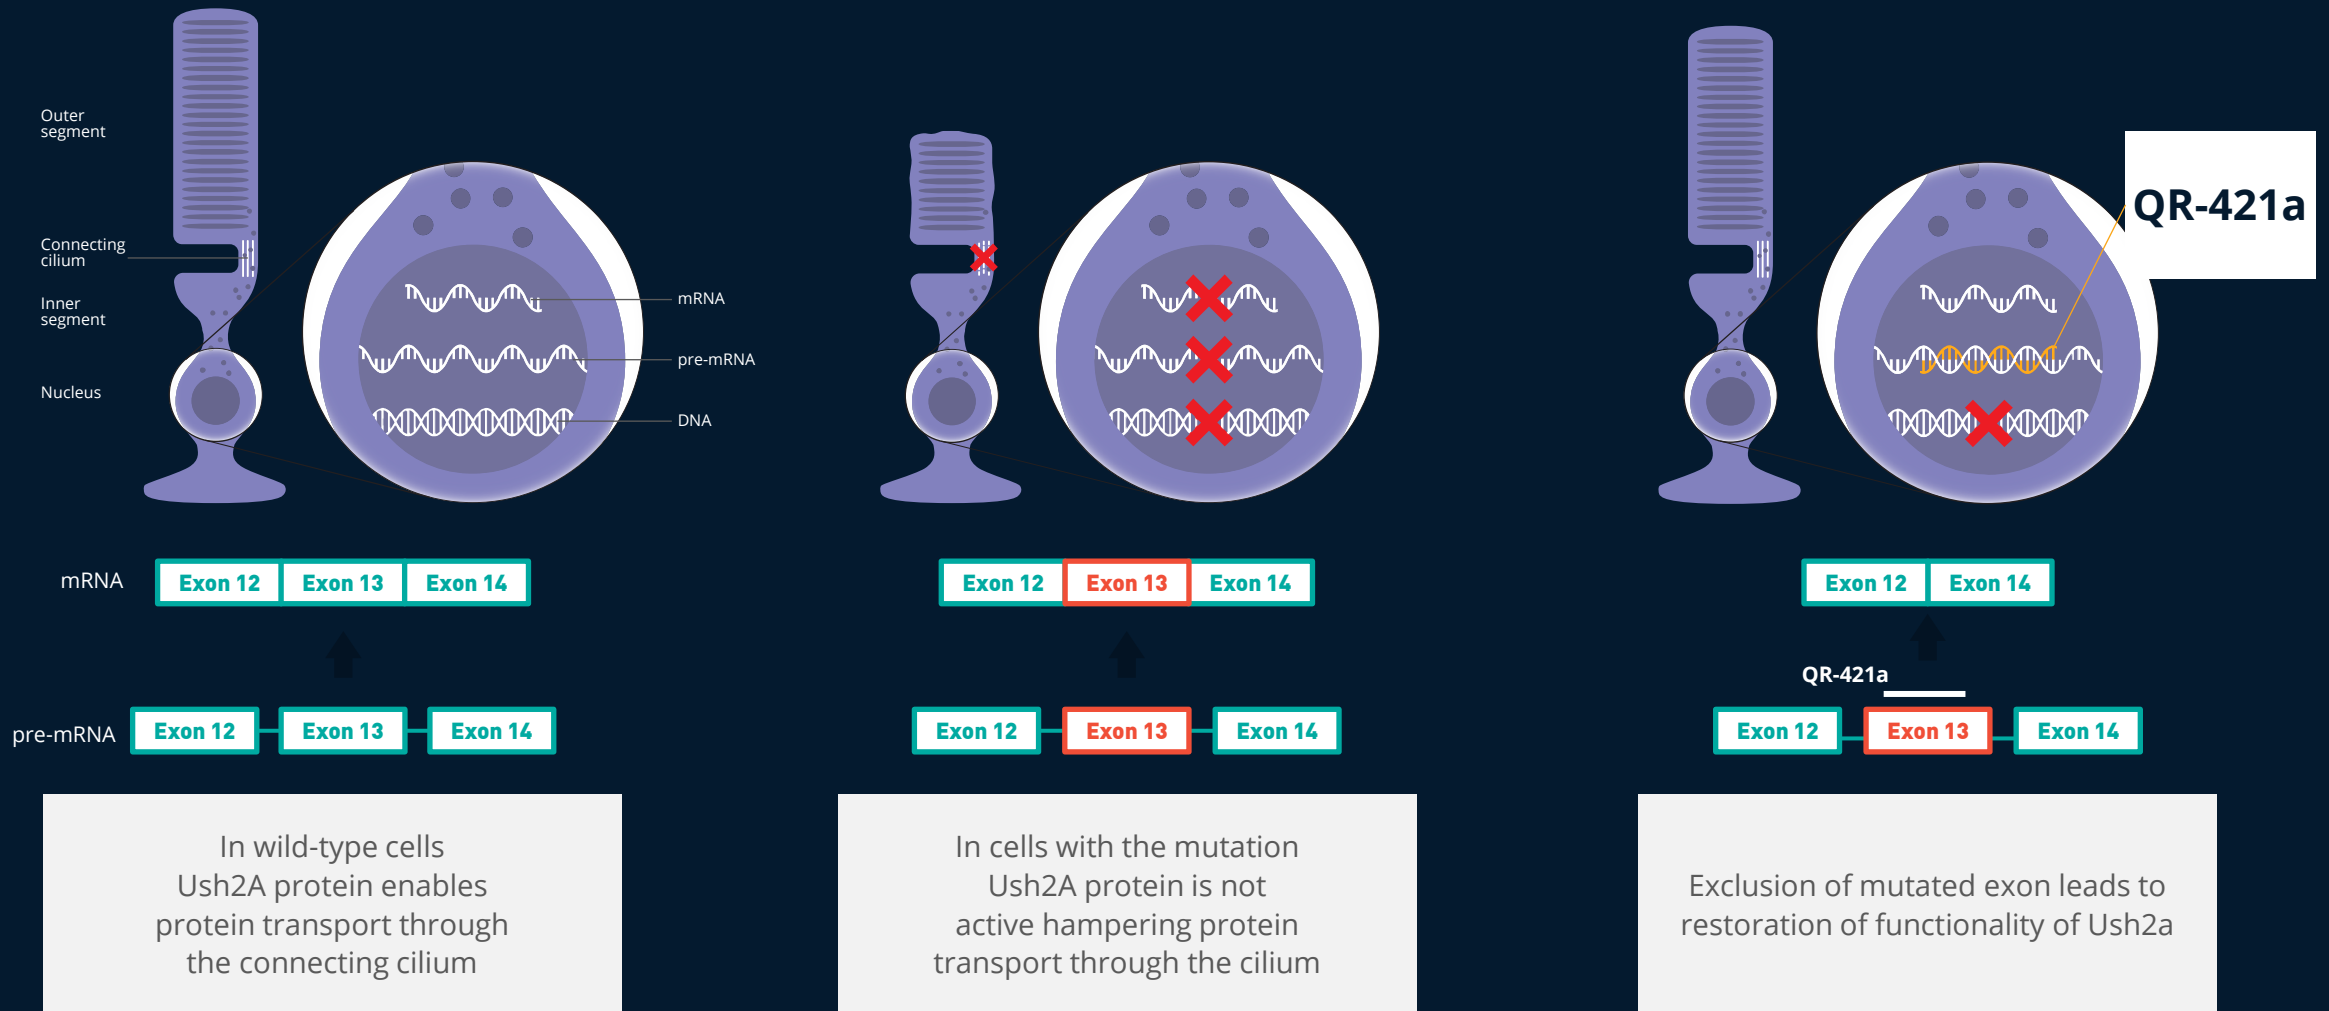 Outer
segment
Connecting
cilium
Inner
segment
Nucleus
mRNA
pre-mRNA
DNA
QR-421a
mRNA
Exon 12
Exon 13
Exon 14
Exon 12
Exon 13
Exon 14
Exon 12
Exon 14
QR-421a
pre-mRNA
Exon 12
Exon 13
Exon 14
Exon 12
Exon 13
Exon 14
Exon 12
Exon 13
Exon 14
In wild-type cells
Ush2A protein enables
protein transport through
the connecting cilium
In cells with the mutation
Ush2A protein is not
active hampering protein
transport through the cilium
Exclusion of mutated exon leads to
restoration of functionality of Ush2a